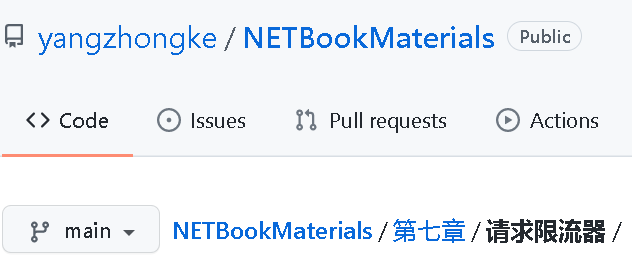 yangzhongke / NETBookMaterials Public
Code Issues Pull requests Actions
main NETBookMaterials / 第七章 / 请求限流器 /